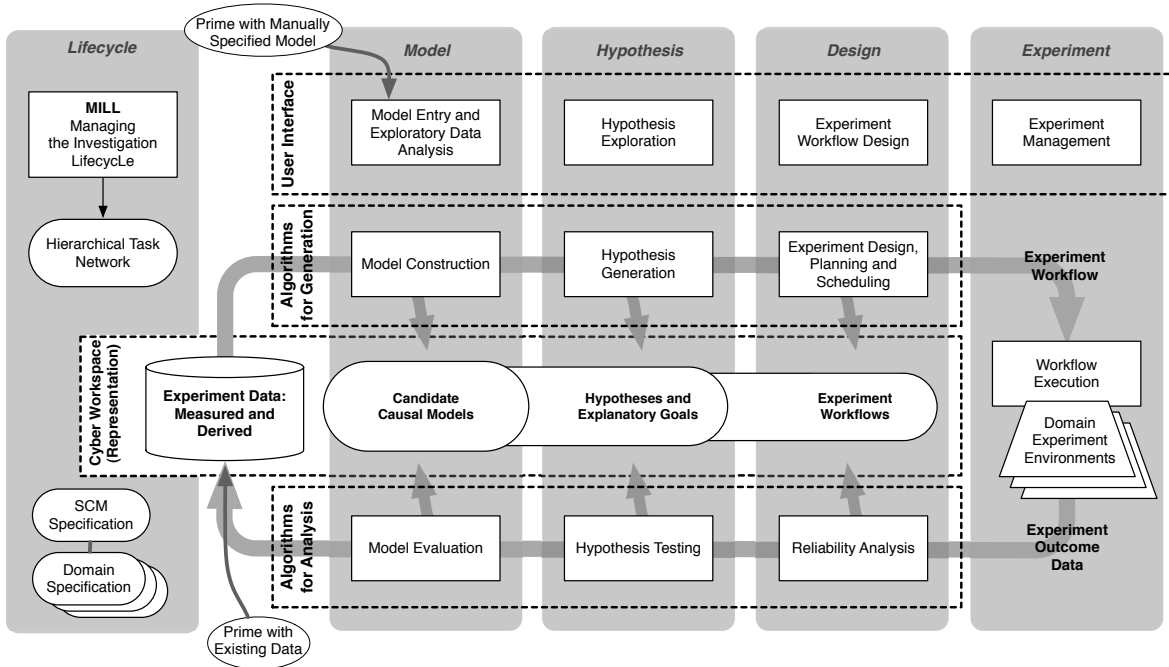 Prime with Manually
Specified Model
Lifecycle
Model
Hypothesis
Design
Experiment
MILL
Managing
the Investigation
LifecycLe
User Interface
Model Entry and
Exploratory Data
Analysis
Hypothesis
Exploration
Experiment
Workflow Design
Experiment
Management
Hierarchical Task
Network
Algorithms
for Generation
Model Construction
Hypothesis
Generation
Experiment Design,
Planning and
Scheduling
Experiment
Workflow
Cyber Workspace
(Representation)
Experiment Data:
Measured and
Derived
Candidate
Causal Models
Hypotheses and
Explanatory Goals
Experiment
Workflows
Workflow
Execution
Domain
Experiment
Environments
SCM
Specification
Domain
Specification
Algorithms
for Analysis
Model Evaluation
Hypothesis Testing
Reliability Analysis
Experiment
Outcome
Data
Prime with
Existing Data